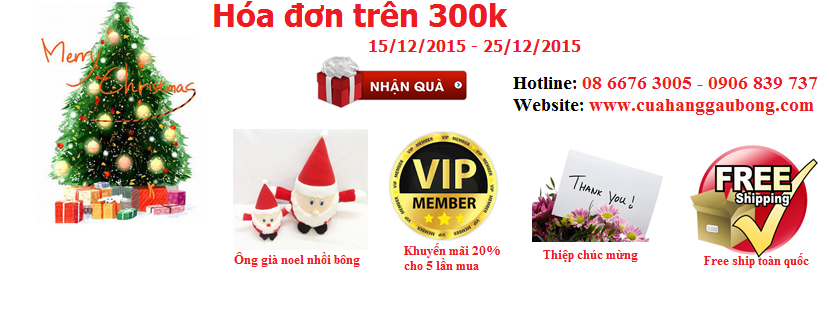 Hóa đơn trên 300k
15/12/2015 - 25/12/2015
Merry
Christmas
NHẬN QUÀ
Hotline: 08 6676 3005 - 0906 839 737
Website: www.cuahanggaubong.com
VIP MEMBER
VIP
MEMBER
THANK YOU!
FREE
Shipping
Ông già noel nhồi bông
Khuyến mãi 20%
cho 5 lần mua
Thiệp chúc mừng
Free ship toàn quốc